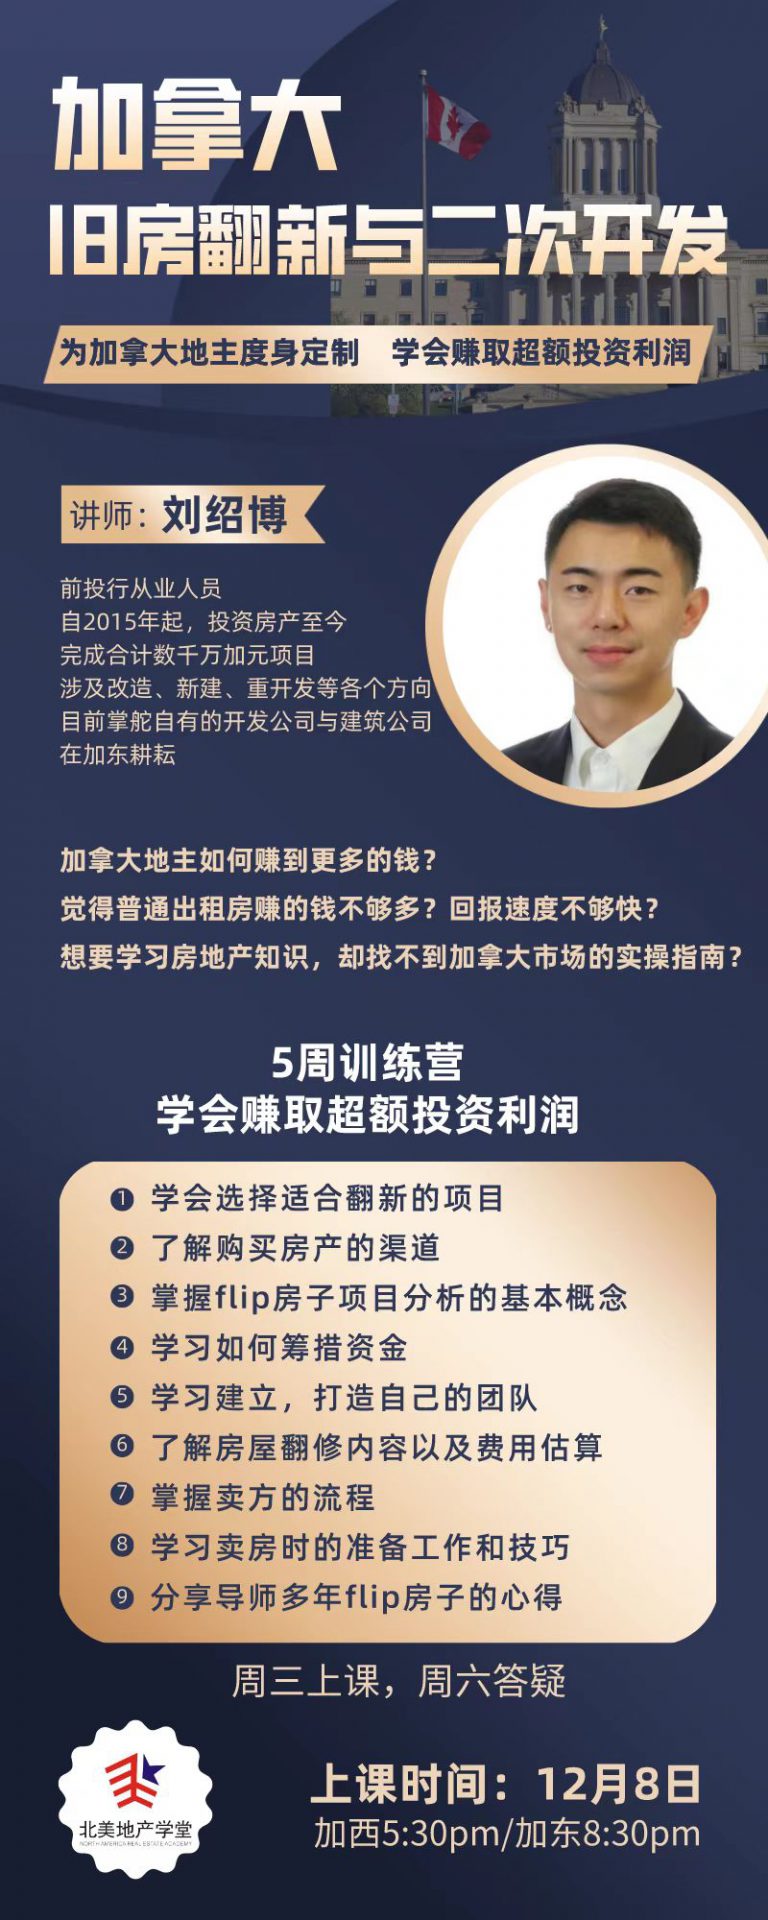 加拿大
旧房翻新与二次开发
为加拿大地主度身定制 学会赚取超额投资利润
讲师：刘绍博
前投行从业人员
自2015年起，投资房产至今
完成合计数千万加元项目
涉及改造、新建、重开发等各个方向
目前掌舵自有的开发公司与建筑公司
在加东耕耘
加拿大地主如何赚到更多的钱？
觉得普通出租房赚的钱不够多？回报速度不够快？
想要学习房地产知识，却找不到加拿大市场的实操指南？
5周训练营
学会赚取超额投资利润
❶ 学会选择适合翻新的项目
❷ 了解购买房产的渠道
❸ 掌握flip房子项目分析的基本概念
❹ 学习如何筹措资金
❺ 学习建立，打造自己的团队
❻ 了解房屋翻修内容以及费用估算
❼ 掌握卖方的流程
❽ 学习卖房时的准备工作和技巧
❾ 分享导师多年flip房子的心得
周三上课，周六答疑
北美地产学堂
NORTH AMERICA REAL ESTATE ACADEMY
上课时间：12月8日
加西5:30pm/加东8:30pm